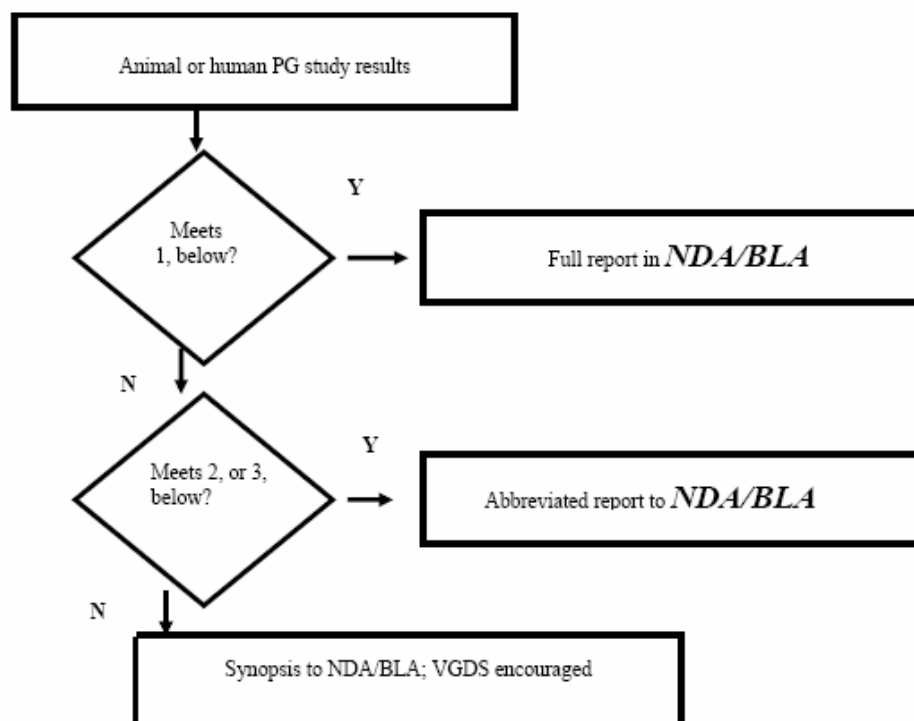 Animal or human PG study results
Y
Meets
1, below?
Full report in NDA/BLA
N
Y
Meets 2, or 3,
below?
Abbreviated report to NDA/BLA
N
Synopsis to NDA/BLA; VGDS encouraged